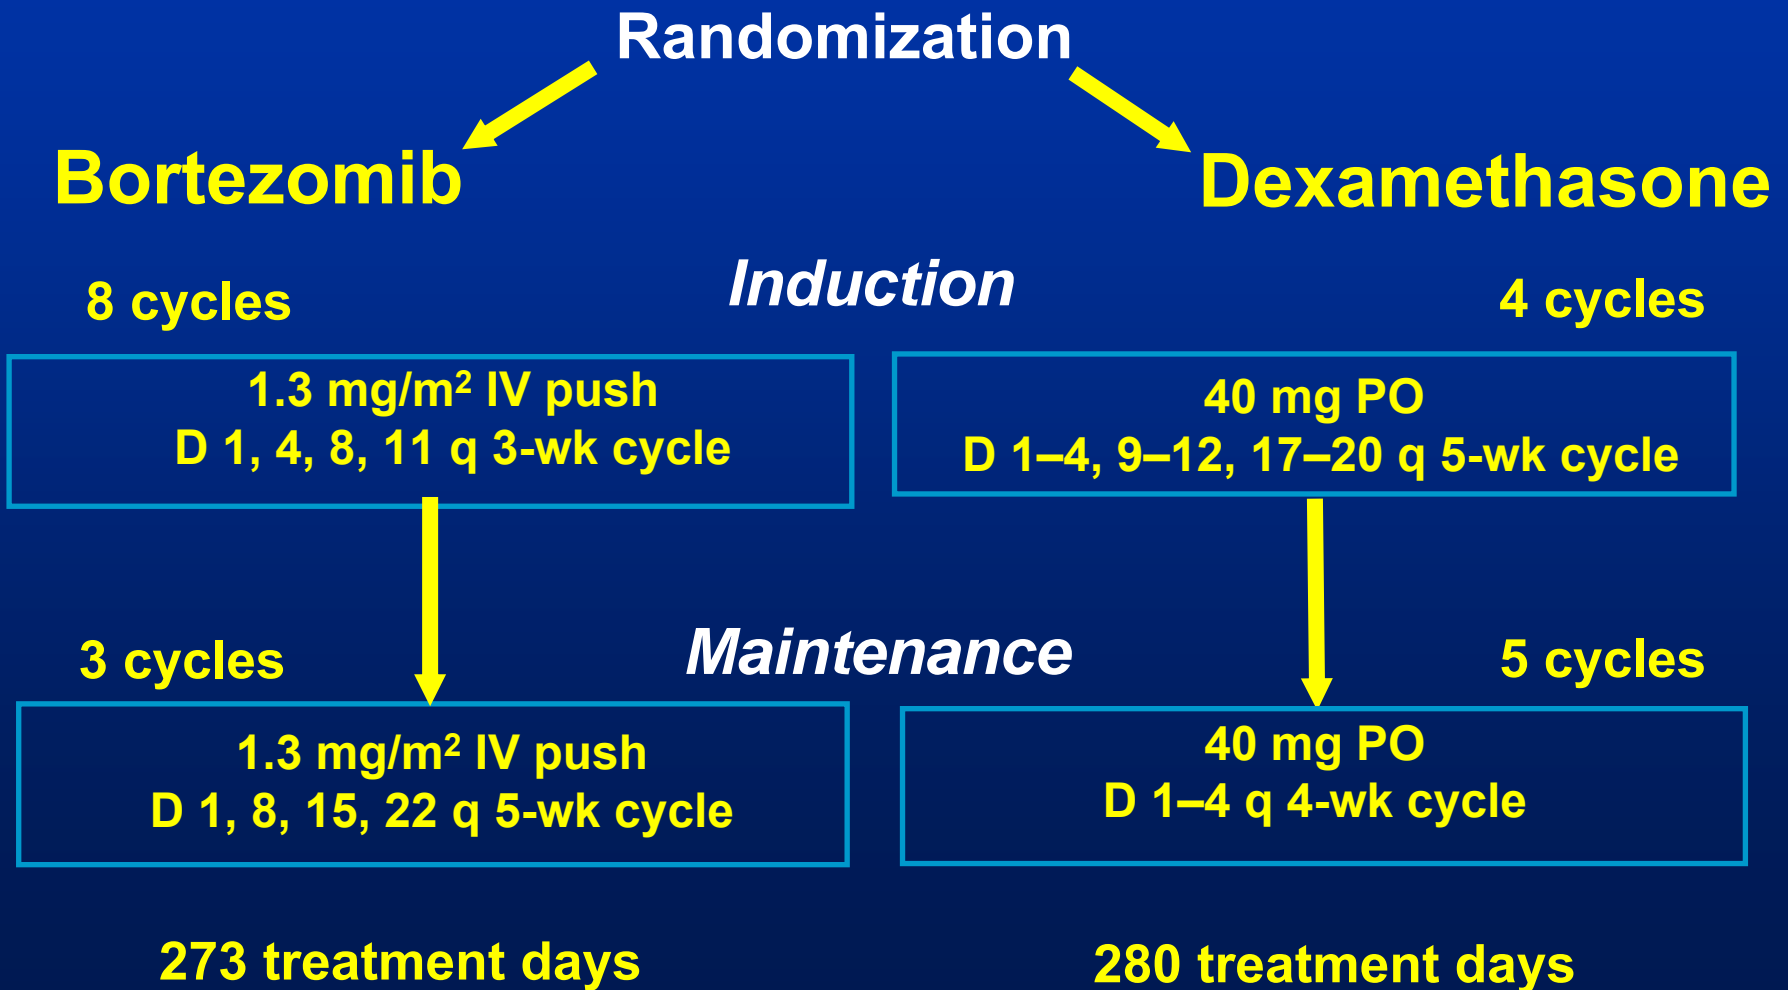 Randomization
Bortezomib
Dexamethasone
Induction
8 cycles
4 cycles
1.3 mg/m² IV push
D 1, 4, 8, 11 q 3-wk cycle
40 mg PO
D 1–4, 9–12, 17–20 q 5-wk cycle
Maintenance
3 cycles
5 cycles
1.3 mg/m² IV push
D 1, 8, 15, 22 q 5-wk cycle
40 mg PO
D 1–4 q 4-wk cycle
273 treatment days
280 treatment days